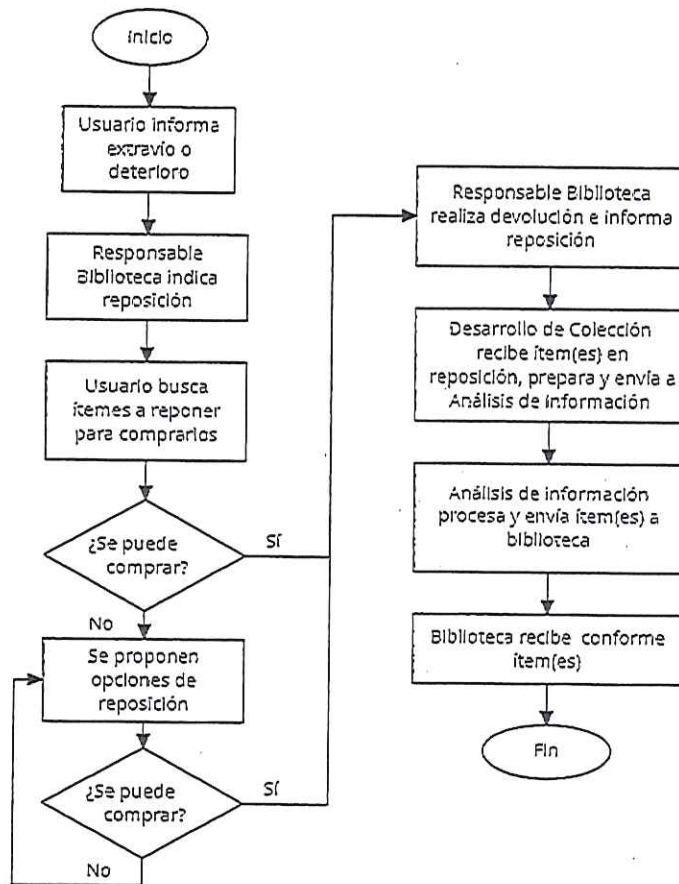 Inicio
Usuario informa
extravío o
deterioro
Responsable
Biblioteca indica
reposición
Usuario busca
ítemes a reponer
para comprarlos
¿Se puede
comprar?
Sí
No
Se proponen
opciones de
reposición
¿Se puede
comprar?
Sí
No
Responsable Biblioteca
realiza devolución e informa
reposición
Desarrollo de Colección
recibe ítem(es) en
reposición, prepara y envía a
Análisis de Información
Análisis de información
procesa y envía ítem(es) a
biblioteca
Biblioteca recibe conforme
ítem(es)
Fin